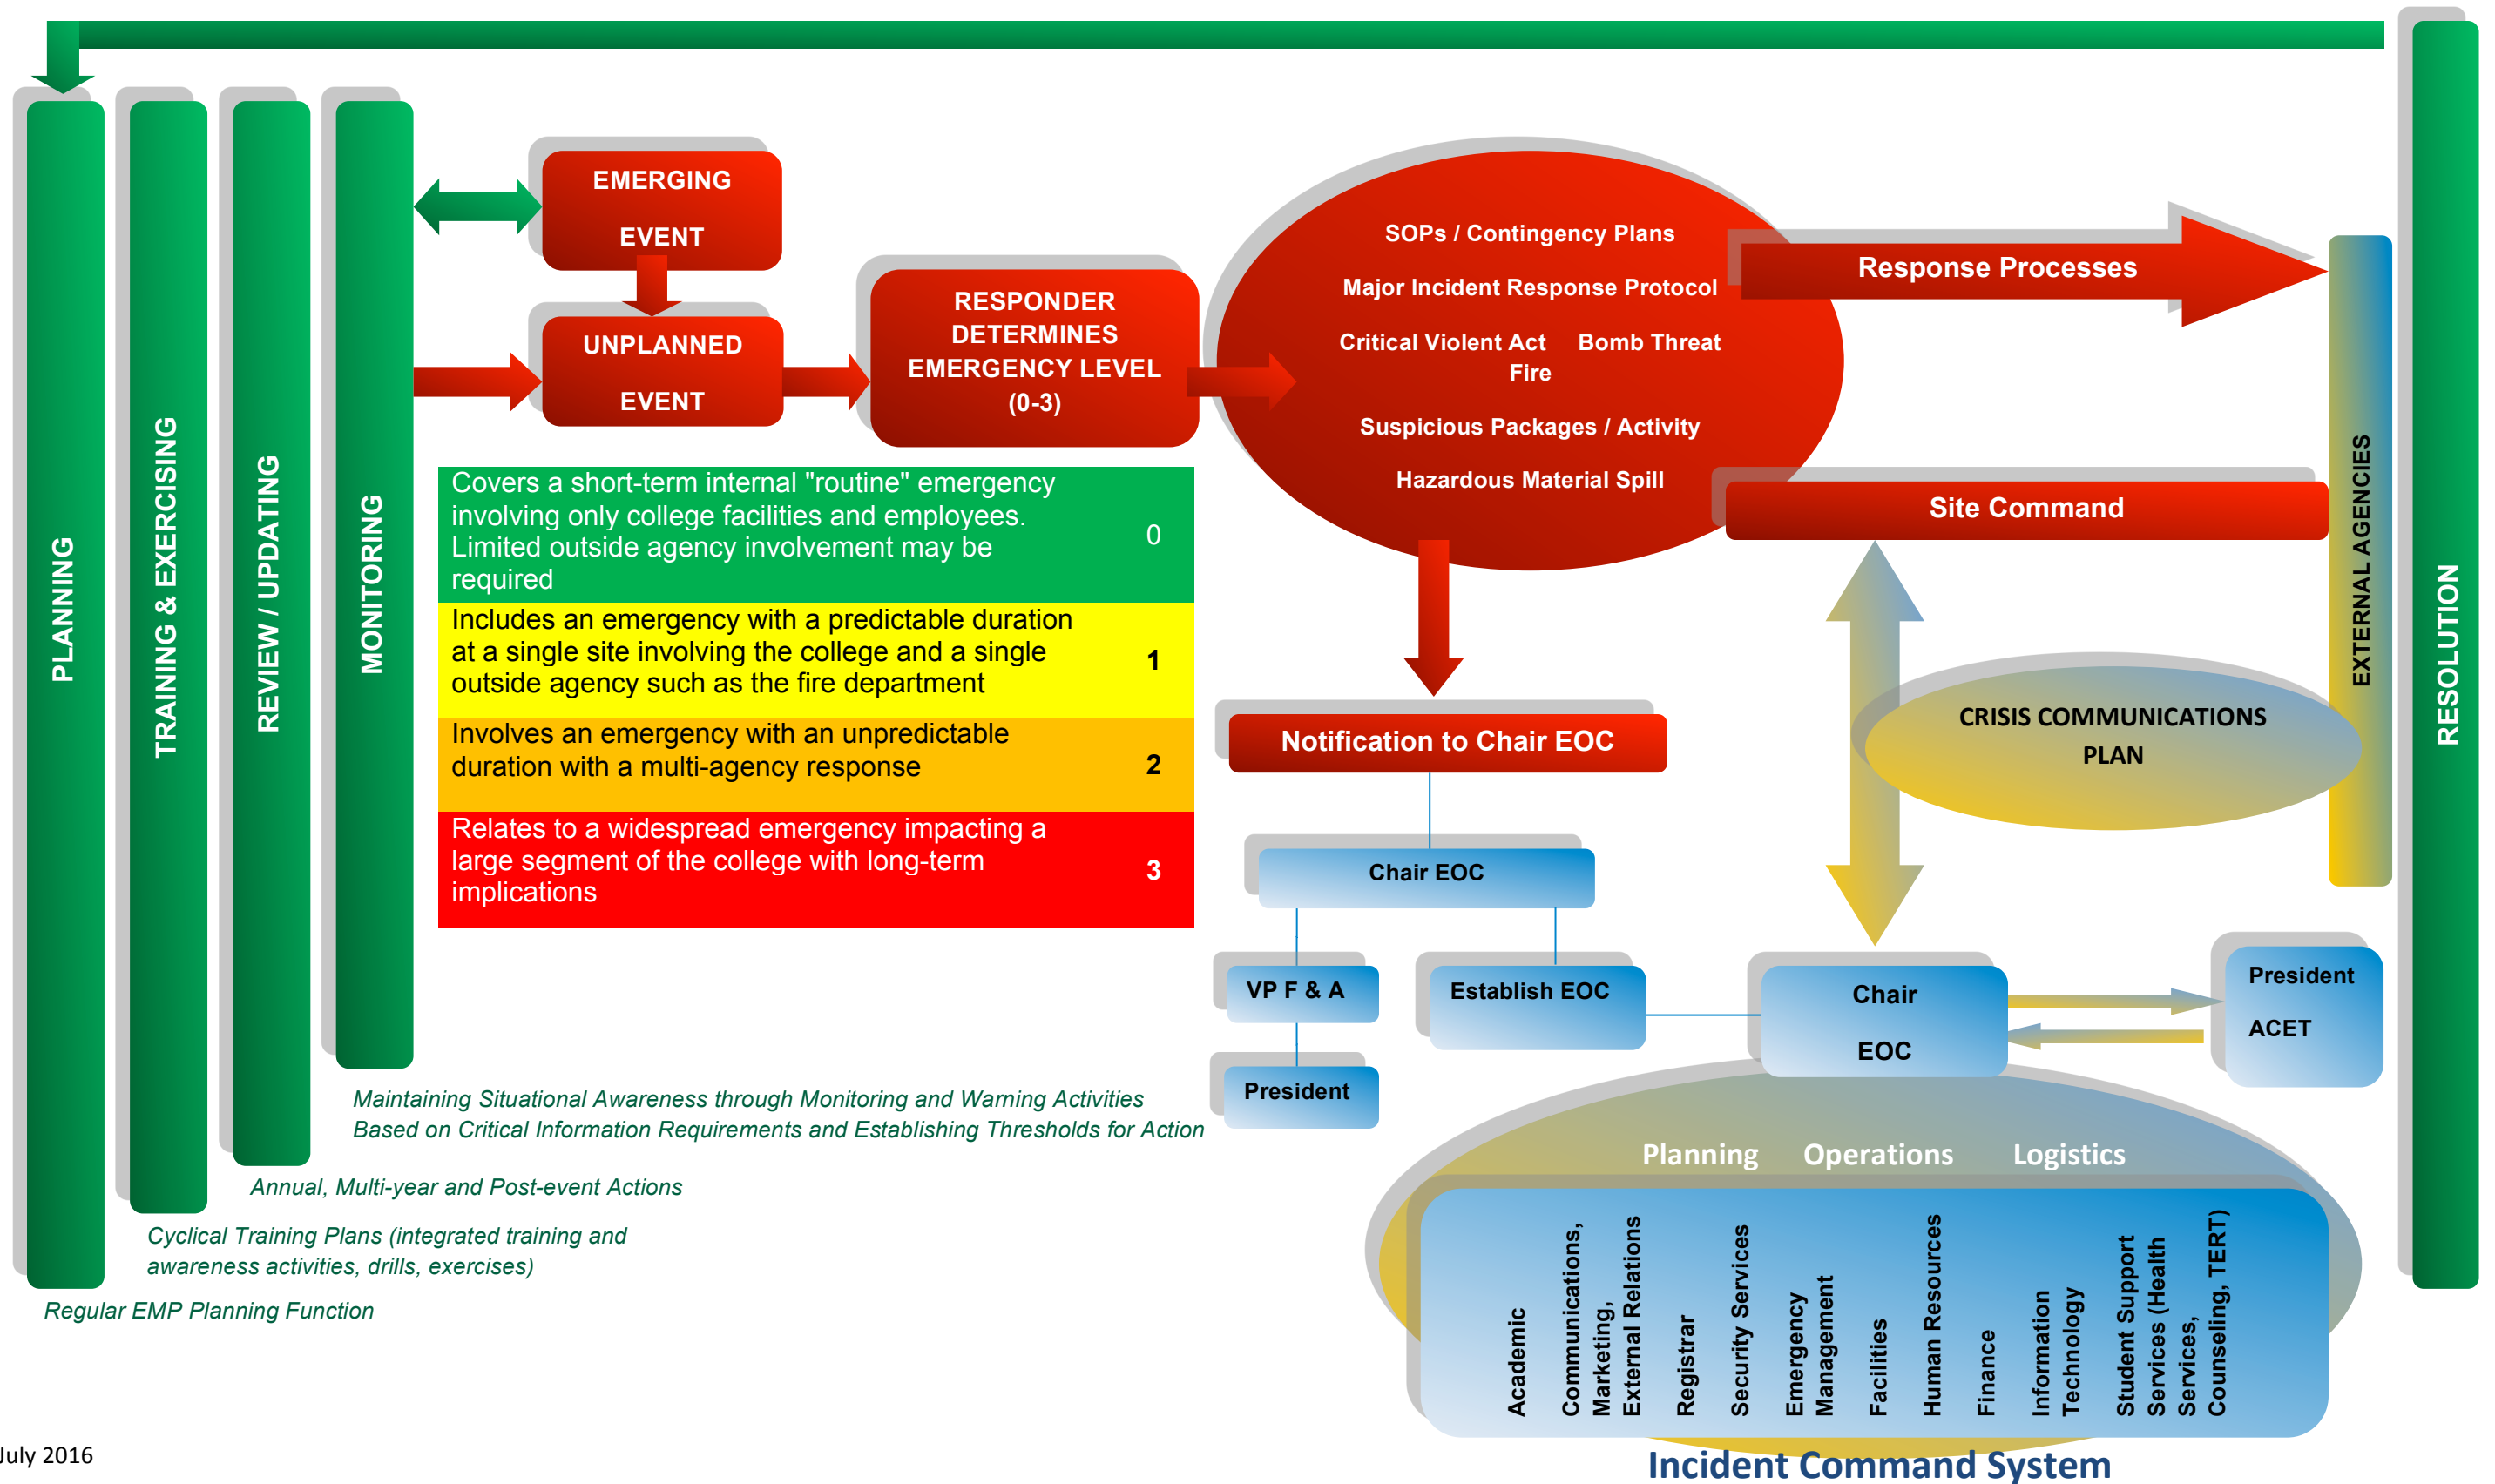 PLANNING
TRAINING & EXERCISING
REVIEW / UPDATING
MONITORING
EMERGING
EVENT
UNPLANNED
EVENT
RESPONDER
DETERMINES
EMERGENCY LEVEL
(0-3)
SOPs / Contingency Plans
Major Incident Response Protocol
Critical Violent Act Bomb Threat
Fire
Suspicious Packages / Activity
Hazardous Material Spill
Response Processes
Site Command
EXTERNAL AGENCIES
RESOLUTION
Covers a short-term internal "routine" emergency
involving only college facilities and employees.
Limited outside agency involvement may be
required
0
Includes an emergency with a predictable duration
at a single site involving the college and a single
outside agency such as the fire department
1
Involves an emergency with an unpredictable
duration with a multi-agency response
2
Relates to a widespread emergency impacting a
large segment of the college with long-term
implications
3
Notification to Chair EOC
CRISIS COMMUNICATIONS
PLAN
Chair EOC
VP F & A
Establish EOC
President
Chair
EOC
President
ACET
Maintaining Situational Awareness through Monitoring and Warning Activities
Based on Critical Information Requirements and Establishing Thresholds for Action
Annual, Multi-year and Post-event Actions
Cyclical Training Plans (integrated training and
awareness activities, drills, exercises)
Regular EMP Planning Function
Planning Operations Logistics
Academic
Communications,
Marketing,
External Relations
Registrar
Security Services
Emergency
Management
Facilities
Human Resources
Finance
Information
Technology
Student Support
Services (Health
Services,
Counseling, TERT)
July 2016
Incident Command System